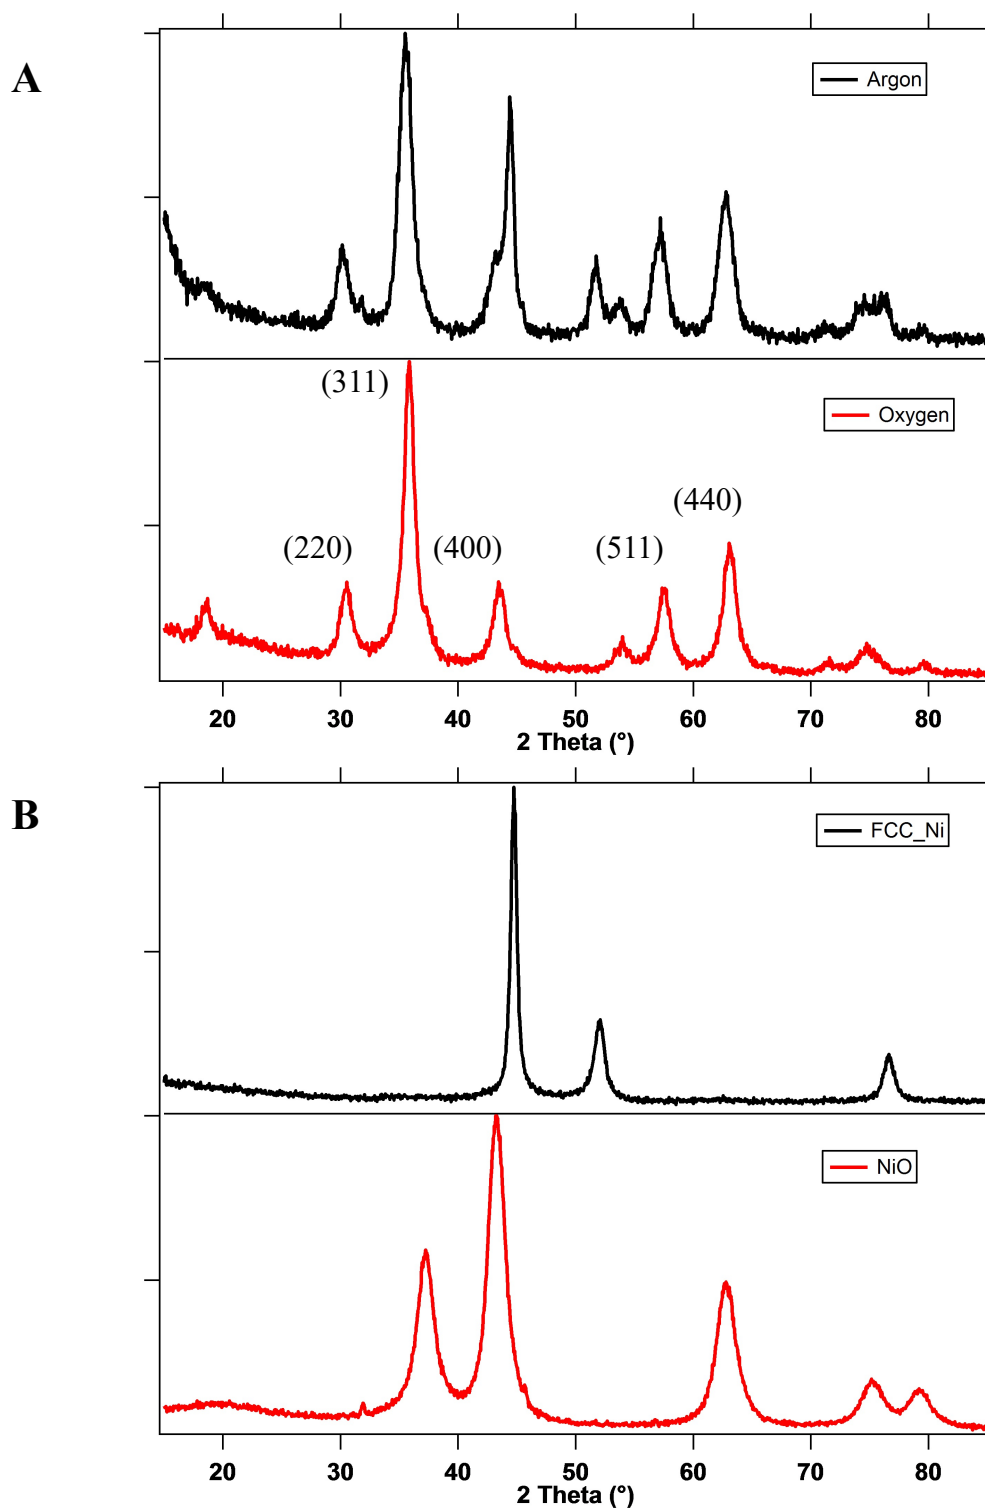 A
Argon
(311)
Oxygen
(440)
(220) (400) (511)
20 30 40 50 60 70 80
2 Theta (°)
B
FCC_Ni
NiO
20 30 40 50 60 70 80
2 Theta (°)